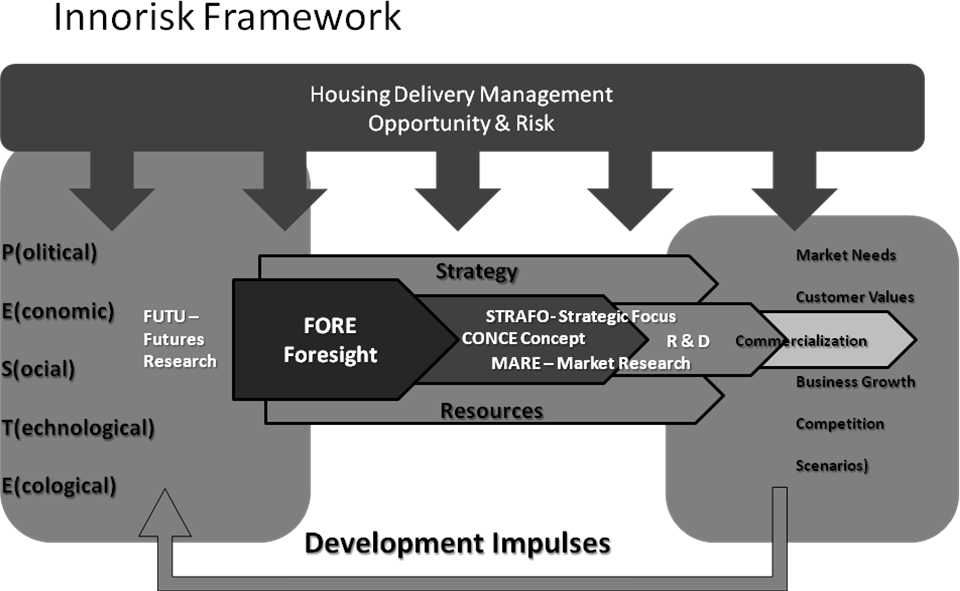 Innorisk Framework
Housing Delivery Management
Opportunity & Risk
P(olitical)
E(conomic)
S(ocial)
T(echnological)
E(cological)
FUTU –
Futures
Research
Strategy
FORE
Foresight
STRAFO- Strategic Focus
CONCE Concept
MARE – Market Research
R & D
Resources
Market Needs
Customer Values
Commercialization
Business Growth
Competition
Scenarios)
Development Impulses